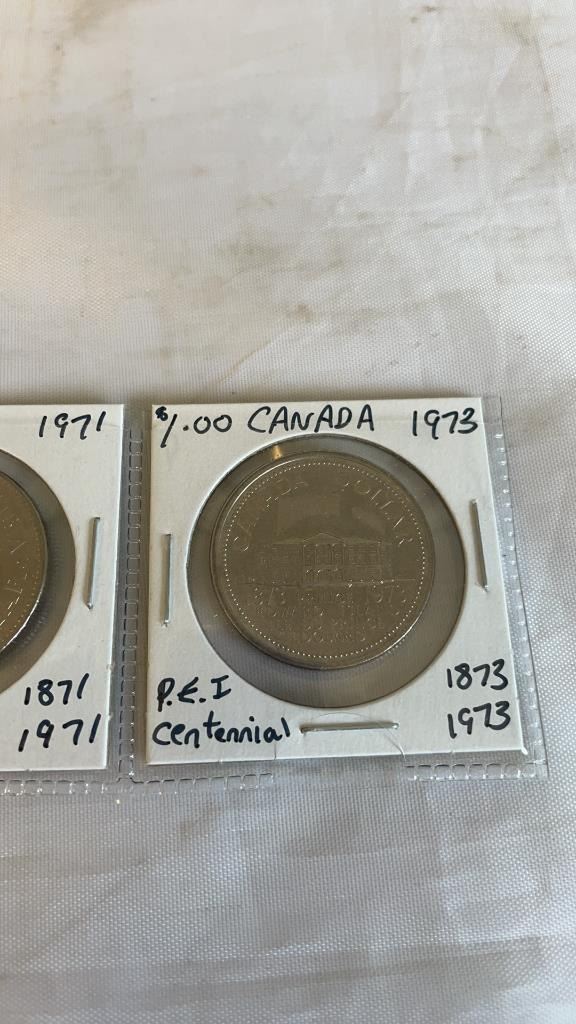 1971
1871
1971
$1.00 CANADA 1973
CANADA DOLLAR
1873 1973
P.E.I 1873
Centennial 1973